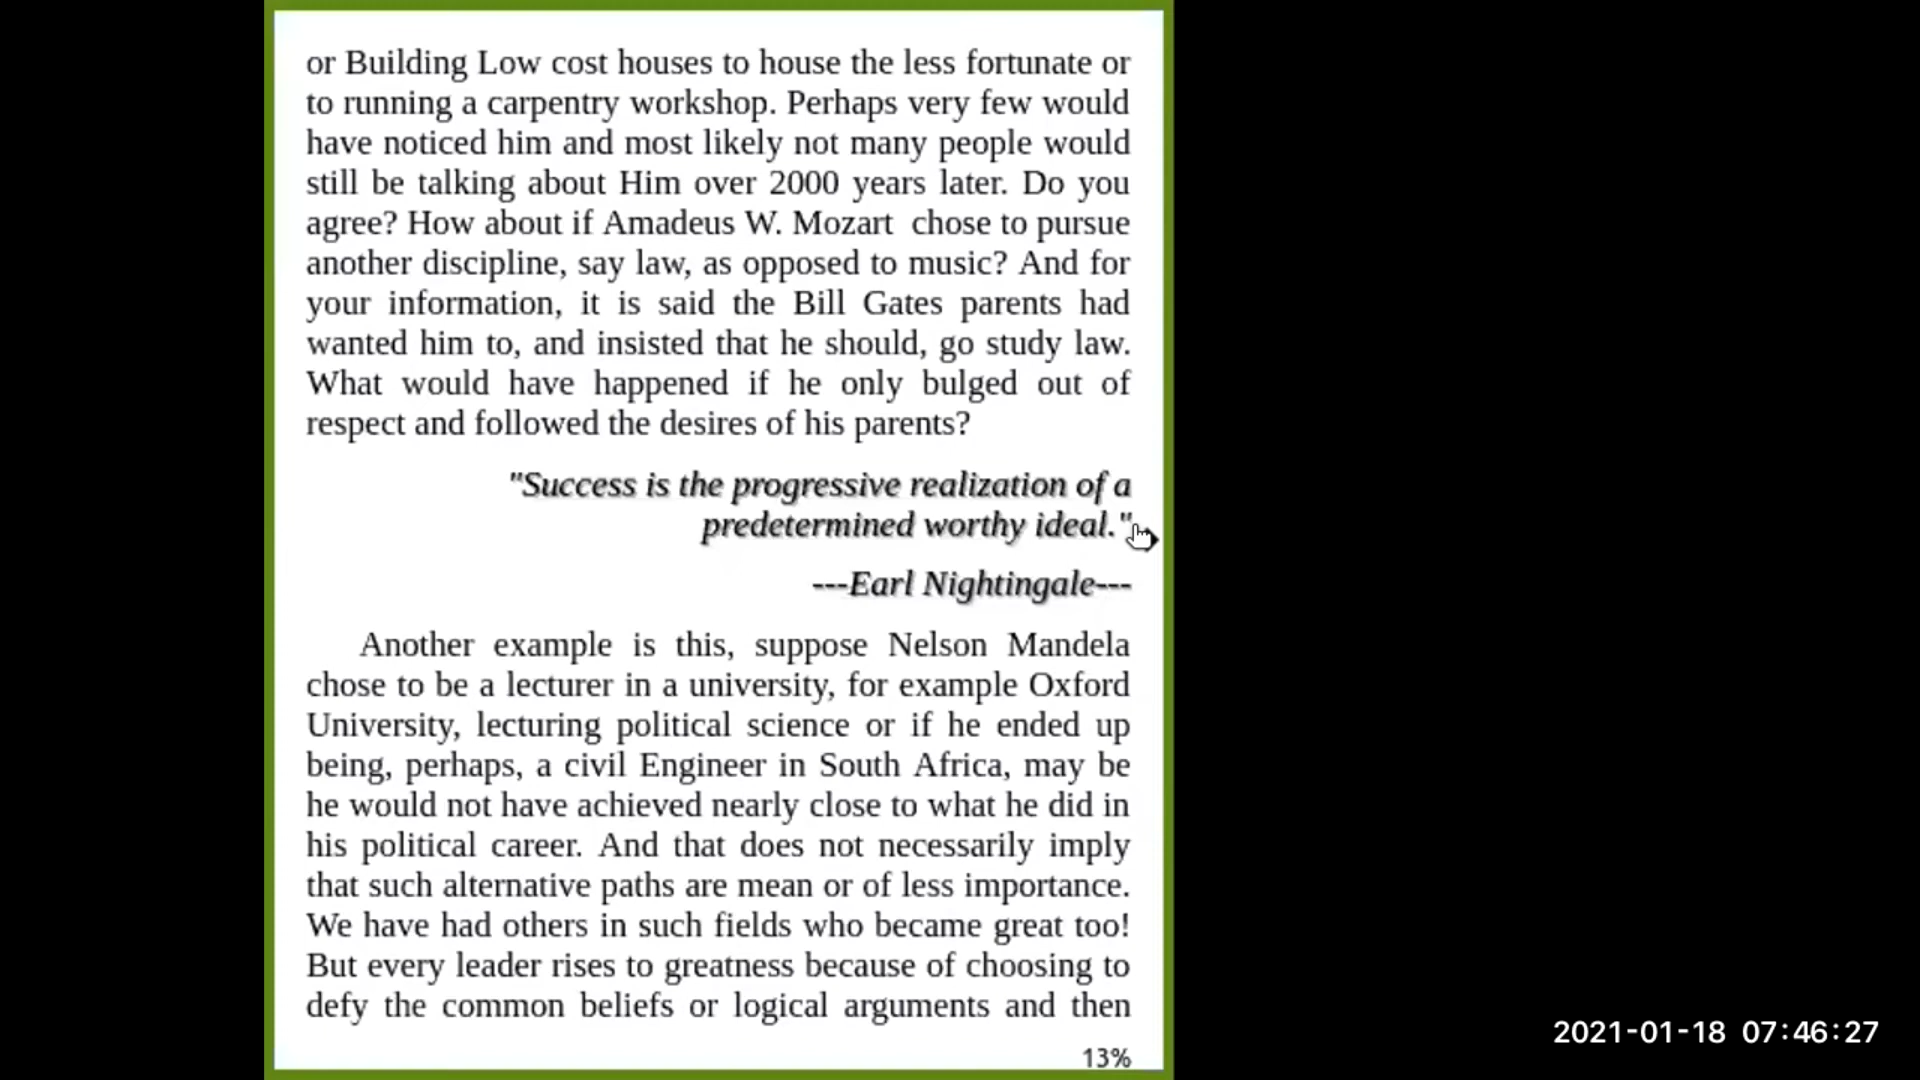 or Building Low cost houses to house the less fortunate or
to running a carpentry workshop. Perhaps very few would
have noticed him and most likely not many people would
still be talking about Him over 2000 years later. Do you
agree? How about if Amadeus W. Mozart chose to pursue
another discipline, say law, as opposed to music? And for
your information, it is said the Bill Gates parents had
wanted him to, and insisted that he should, go study law.
What would have happened if he only bulged out of
respect and followed the desires of his parents?
"Success is the progressive realization of a
predetermined worthy ideal."
---Earl Nightingale---
Another example is this, suppose Nelson Mandela
chose to be a lecturer in a university, for example Oxford
University, lecturing political science or if he ended up
being, perhaps, a civil Engineer in South Africa, may be
he would not have achieved nearly close to what he did in
his political career. And that does not necessarily imply
that such alternative paths are mean or of less importance.
We have had others in such fields who became great too!
But every leader rises to greatness because of choosing to
defy the common beliefs or logical arguments and then
13%
2021-01-18 07:46:27